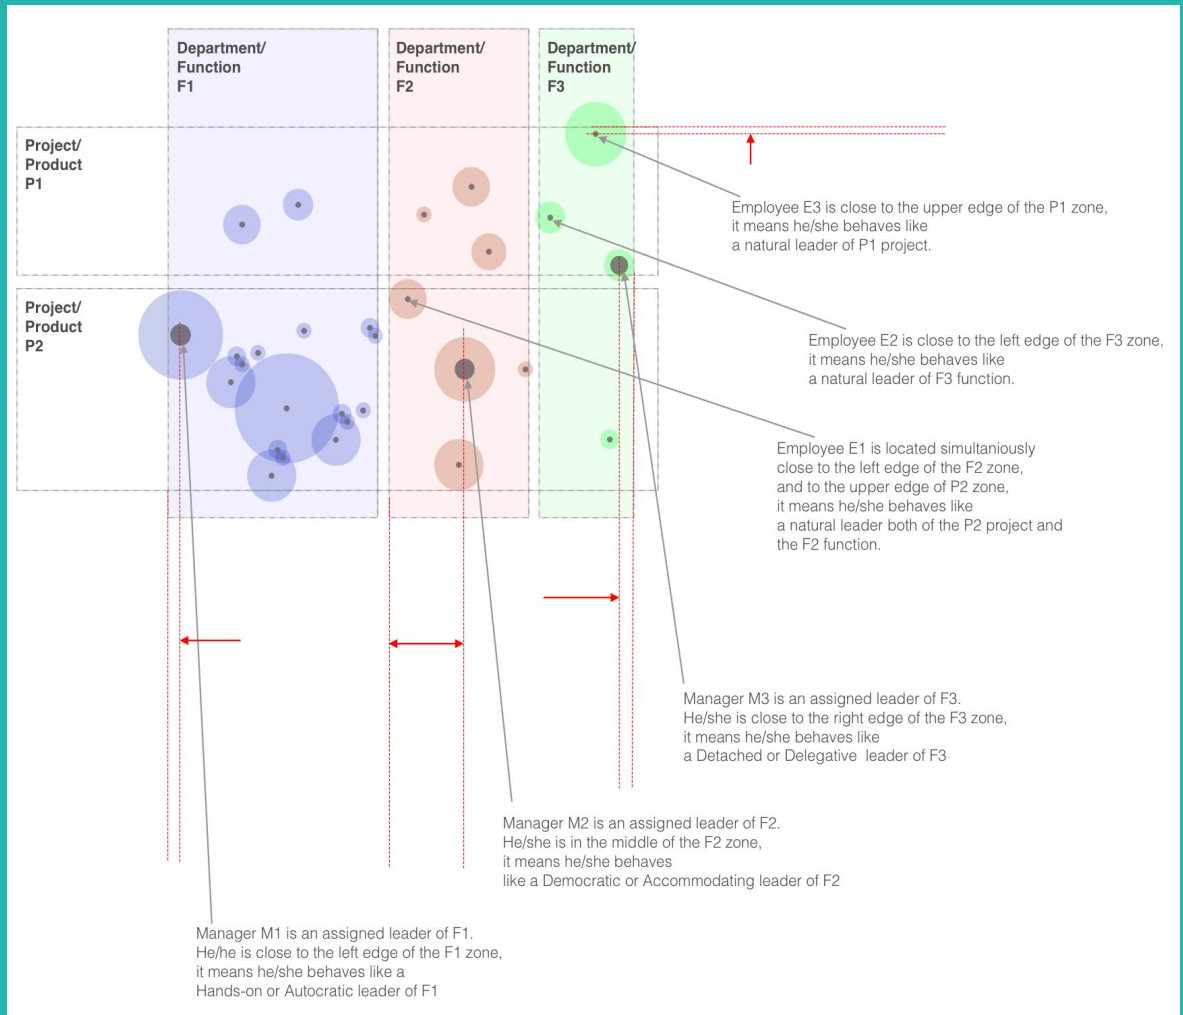 Department/
Function
F1
Department/
Function
F2
Department/
Function
F3
Project/
Product
P1
Employee E3 is close to the upper edge of the P1 zone,
it means he/she behaves like
a natural leader of P1 project.
Project/
Product
P2
Employee E2 is close to the left edge of the F3 zone,
it means he/she behaves like
a natural leader of F3 function.
Employee E1 is located simultaniously
close to the left edge of the F2 zone,
and to the upper edge of P2 zone,
it means he/she behaves like
a natural leader both of the P2 project and
the F2 function.
Manager M3 is an assigned leader of F3.
He/she is close to the right edge of the F3 zone,
it means he/she behaves like
a Detached or Delegative leader of F3
Manager M2 is an assigned leader of F2.
He/she is in the middle of the F2 zone,
it means he/she behaves
like a Democratic or Accommodating leader of F2
Manager M1 is an assigned leader of F1.
He/he is close to the left edge of the F1 zone,
it means he/she behaves like a
Hands-on or Autocratic leader of F1